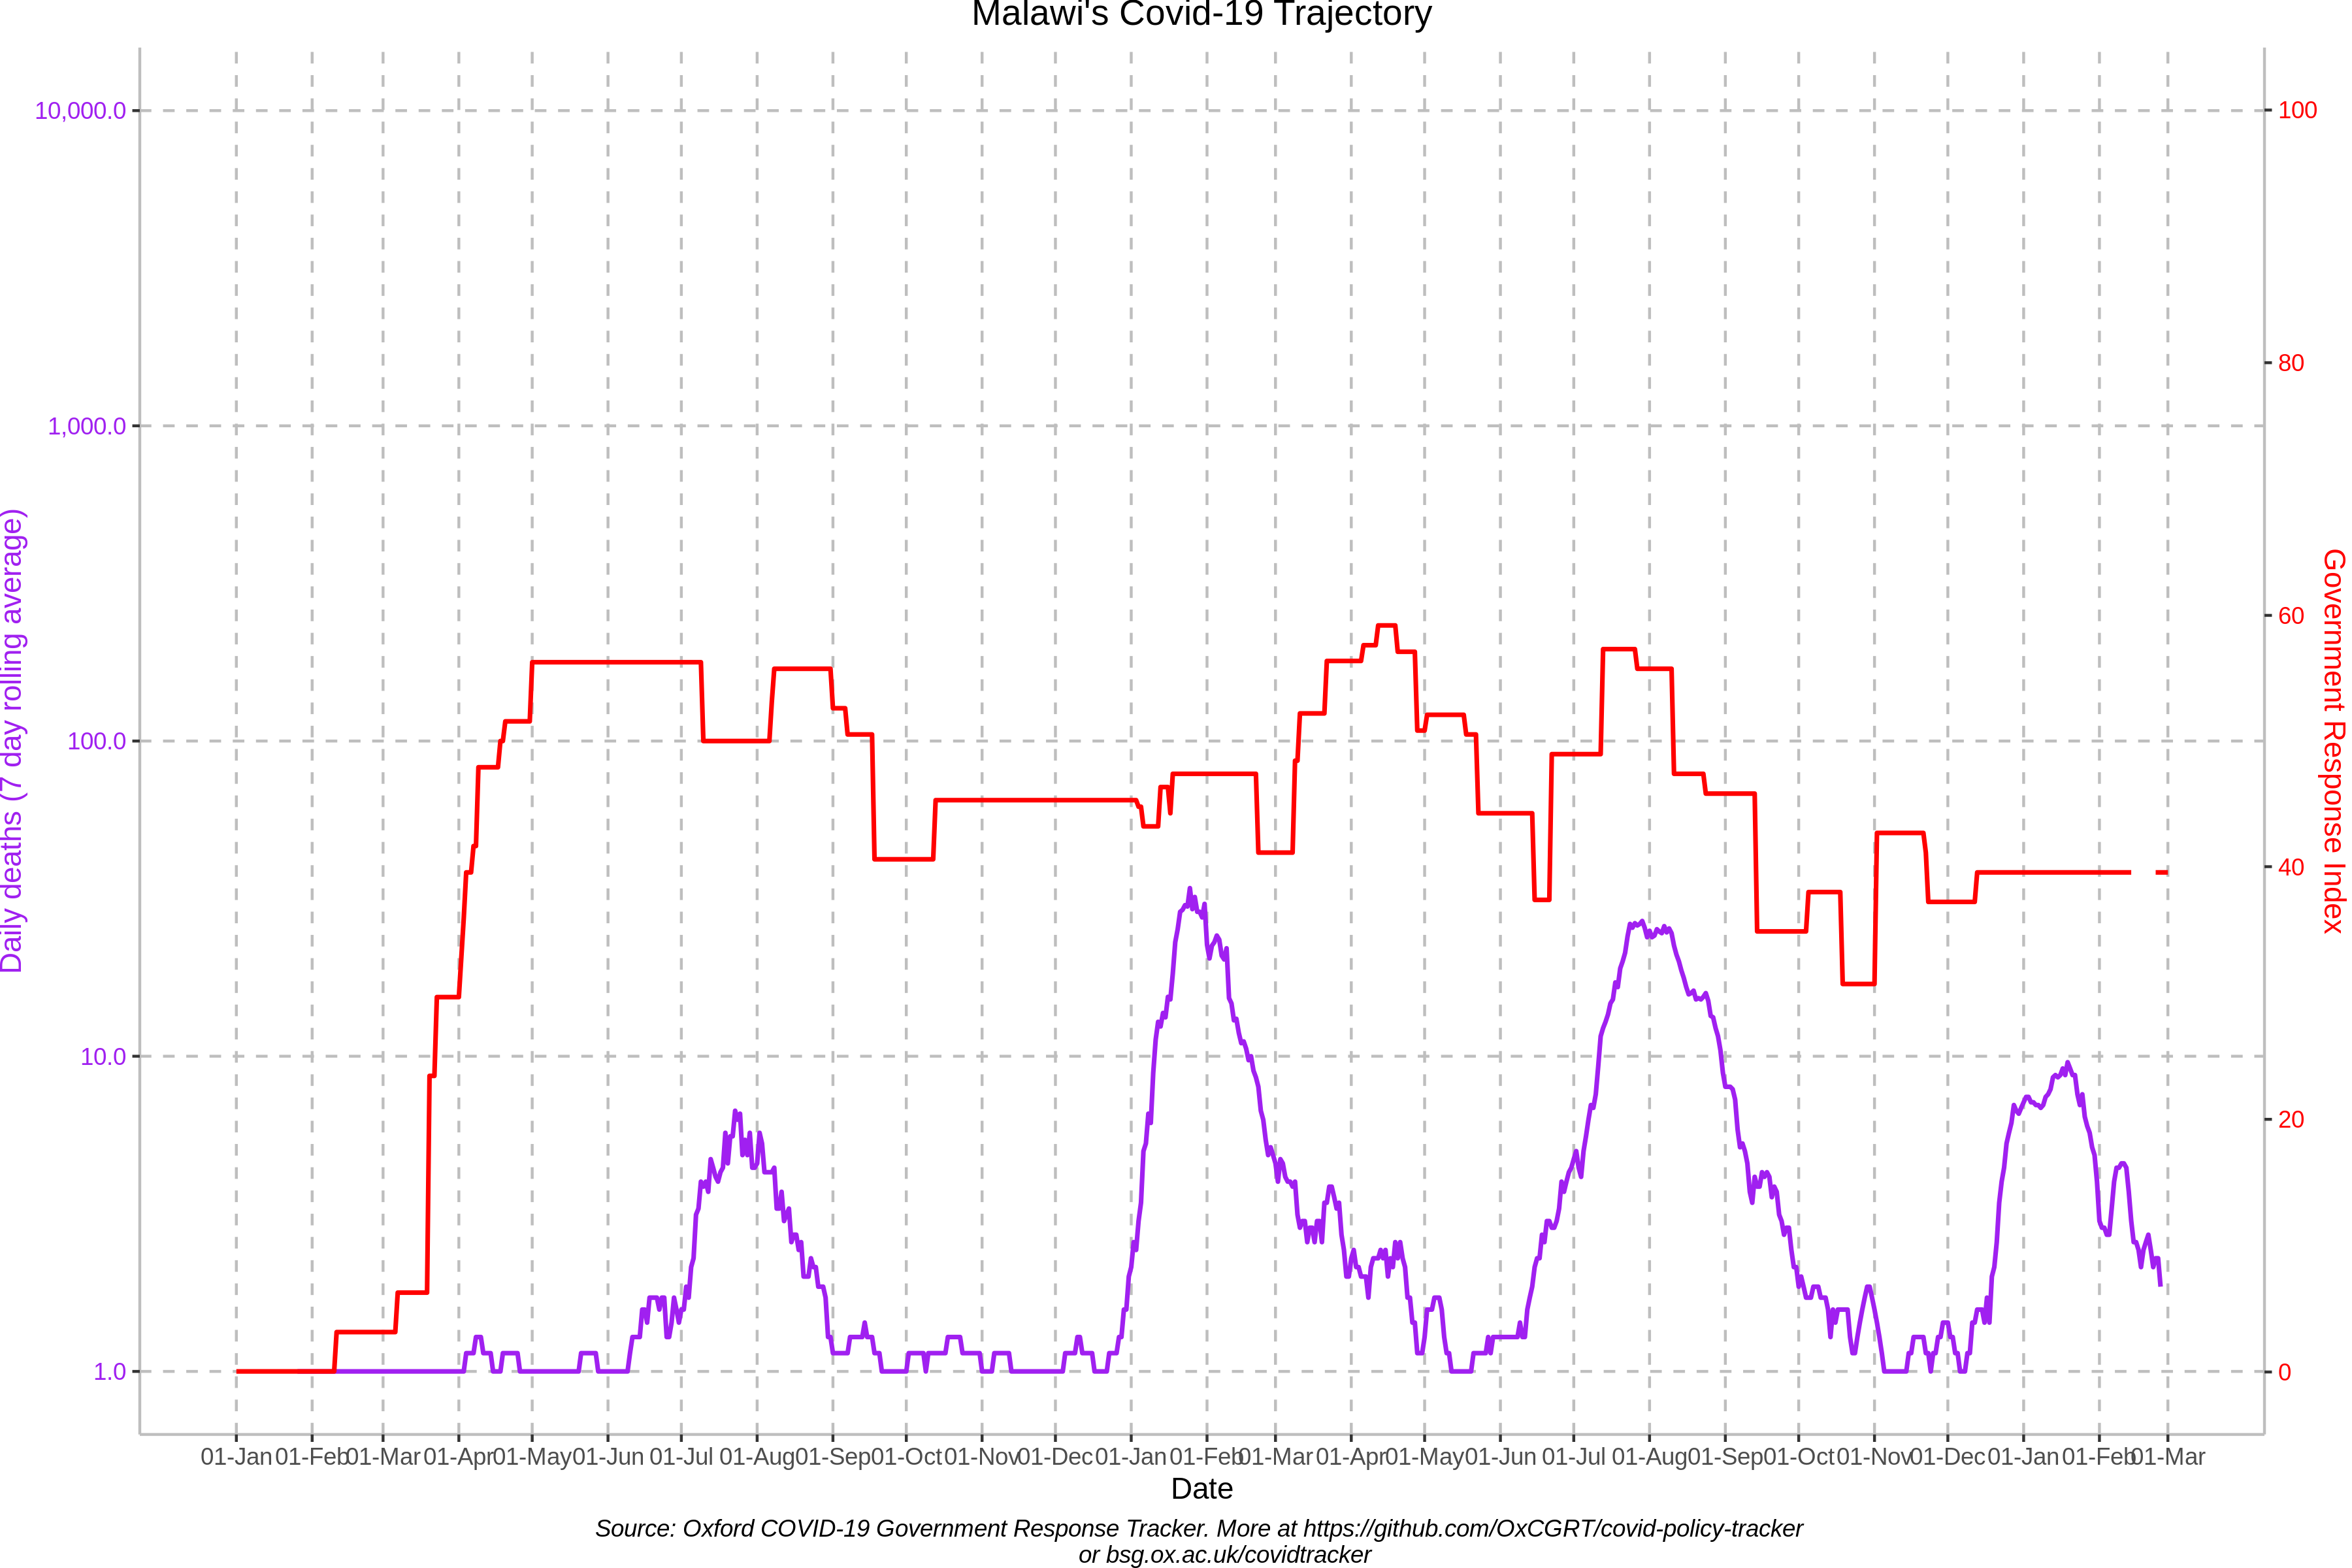 Malawi's Covid-19 Trajectory
10,000.0
1,000.0
100.0
10.0
1.0
Daily deaths (7 day rolling average)
100
80
60
40
20
0
Government Response Index
01-Jan 01-Feb 01-Mar 01-Apr 01-May 01-Jun 01-Jul 01-Aug 01-Sep 01-Oct 01-Nov 01-Dec 01-Jan 01-Feb 01-Mar 01-Apr 01-May 01-Jun 01-Jul 01-Aug 01-Sep 01-Oct 01-Nov 01-Dec 01-Jan 01-Feb 01-Mar
Date
Source: Oxford COVID-19 Government Response Tracker. More at https://github.com/OxCGRT/covid-policy-tracker
or bsg.ox.ac.uk/covidtracker